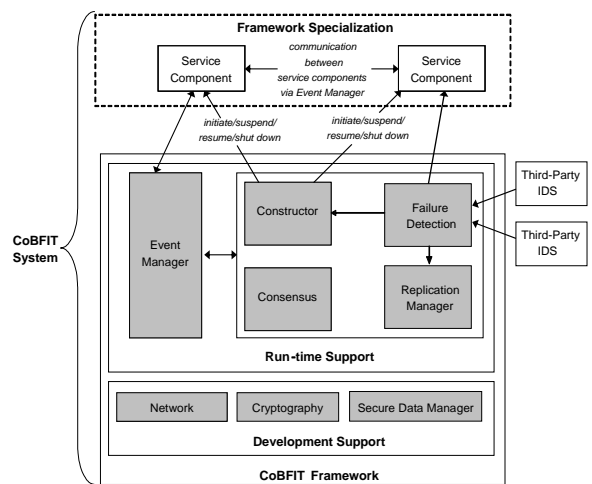 Framework Specialization
Service
Component
communication
between
service components
via Event Manager
Service
Component
initiate/suspend/
resume/shut down
initiate/suspend/
resume/shut down
CoBFIT
System
Event
Manager
Constructor
Consensus
Failure
Detection
Replication
Manager
Third-Party
IDS
Third-Party
IDS
Run-time Support
Network
Cryptography
Secure Data Manager
Development Support
CoBFIT Framework